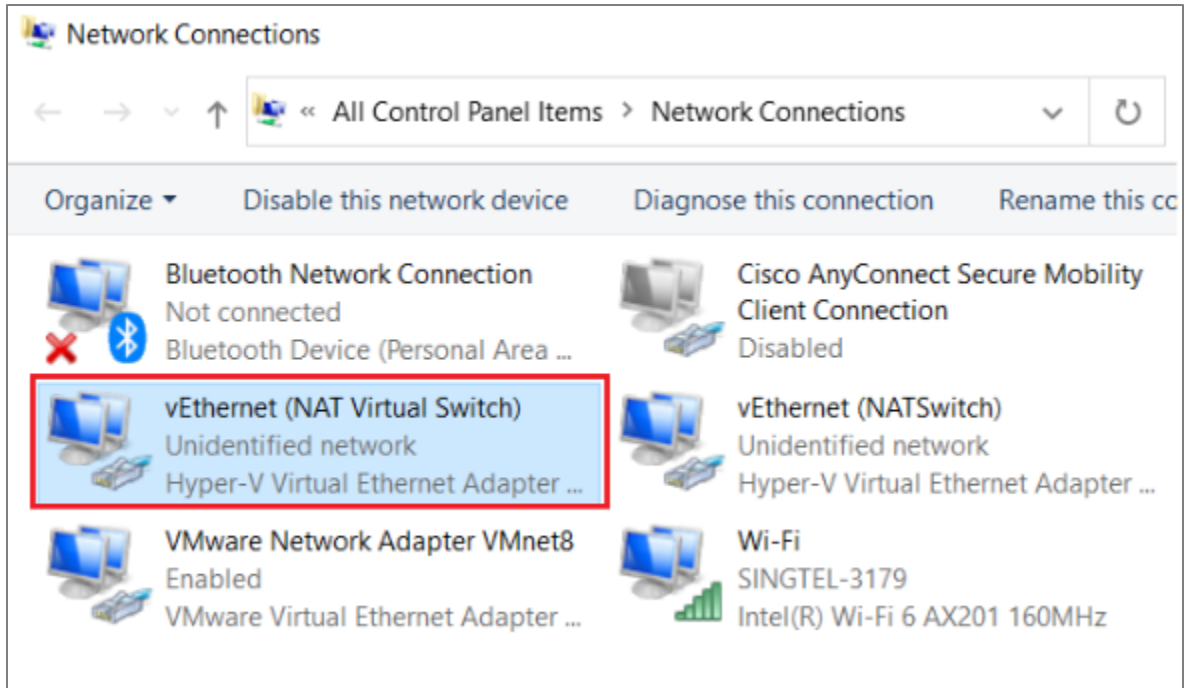 Network Connections
« All Control Panel Items > Network Connections
Organize Disable this network device Diagnose this connection Rename this cc
Bluetooth Network Connection
Not connected
Bluetooth Device (Personal Area ...
Cisco AnyConnect Secure Mobility
Client Connection
Disabled
vEthernet (NAT Virtual Switch)
Unidentified network
Hyper-V Virtual Ethernet Adapter ...
vEthernet (NATSwitch)
Unidentified network
Hyper-V Virtual Ethernet Adapter ...
VMware Network Adapter VMnet8
Enabled
VMware Virtual Ethernet Adapter ...
Wi-Fi
SINGTEL-3179
Intel(R) Wi-Fi 6 AX201 160MHz